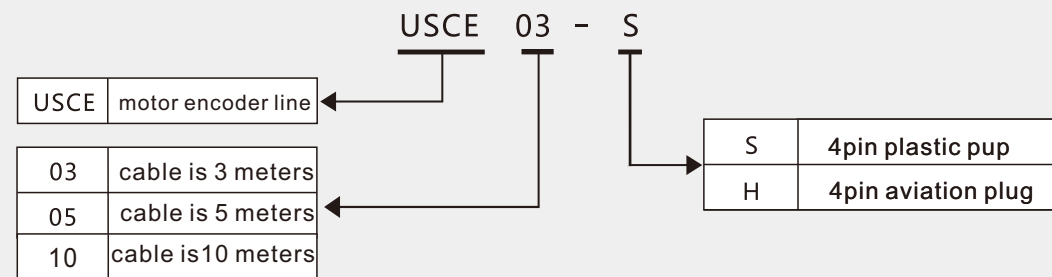 USCE 03 - S
USCE motor encoder line
03 cable is 3 meters
05 cable is 5 meters
10 cable is10 meters
S 4pin plastic pup
H 4pin aviation plug